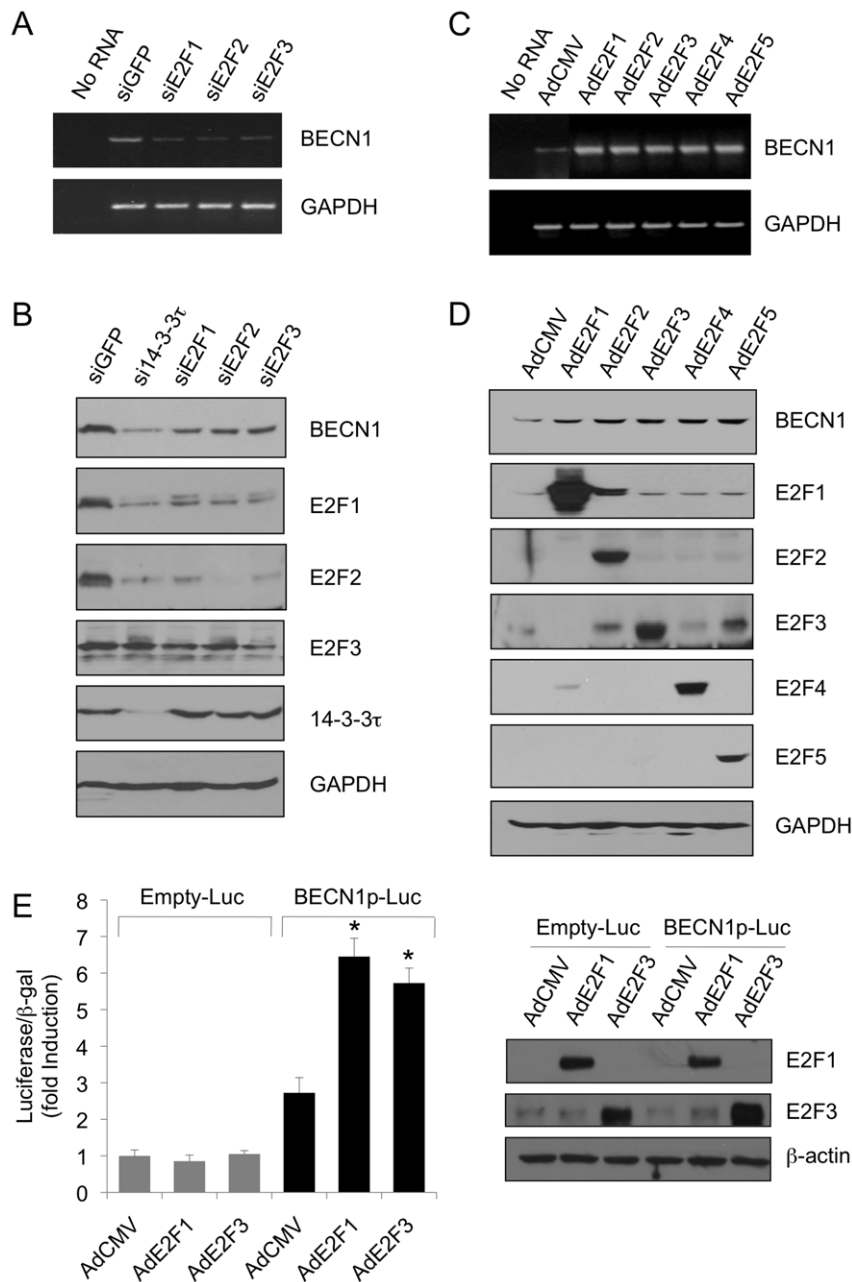 A
No RNA
siGFP
siE2F1
siE2F2
siE2F3
BECN1
GAPDH
B
siGFP
si14-3-3τ
siE2F1
siE2F2
siE2F3
BECN1
E2F1
E2F2
E2F3
14-3-3τ
GAPDH
C
No RNA
AdCMV
AdE2F1
AdE2F2
AdE2F3
AdE2F4
AdE2F5
BECN1
GAPDH
D
AdCMV
AdE2F1
AdE2F2
AdE2F3
AdE2F4
AdE2F5
BECN1
E2F1
E2F2
E2F3
E2F4
E2F5
GAPDH
E
Luciferase/β-gal
(fold Induction)
8
7
6
5
4
3
2
1
0
Empty-Luc
BECN1p-Luc
*
*
AdCMV
AdE2F1
AdE2F3
AdCMV
AdE2F1
AdE2F3
Empty-Luc
BECN1p-Luc
AdCMV
AdE2F1
AdE2F3
AdCMV
AdE2F1
AdE2F3
E2F1
E2F3
β-actin